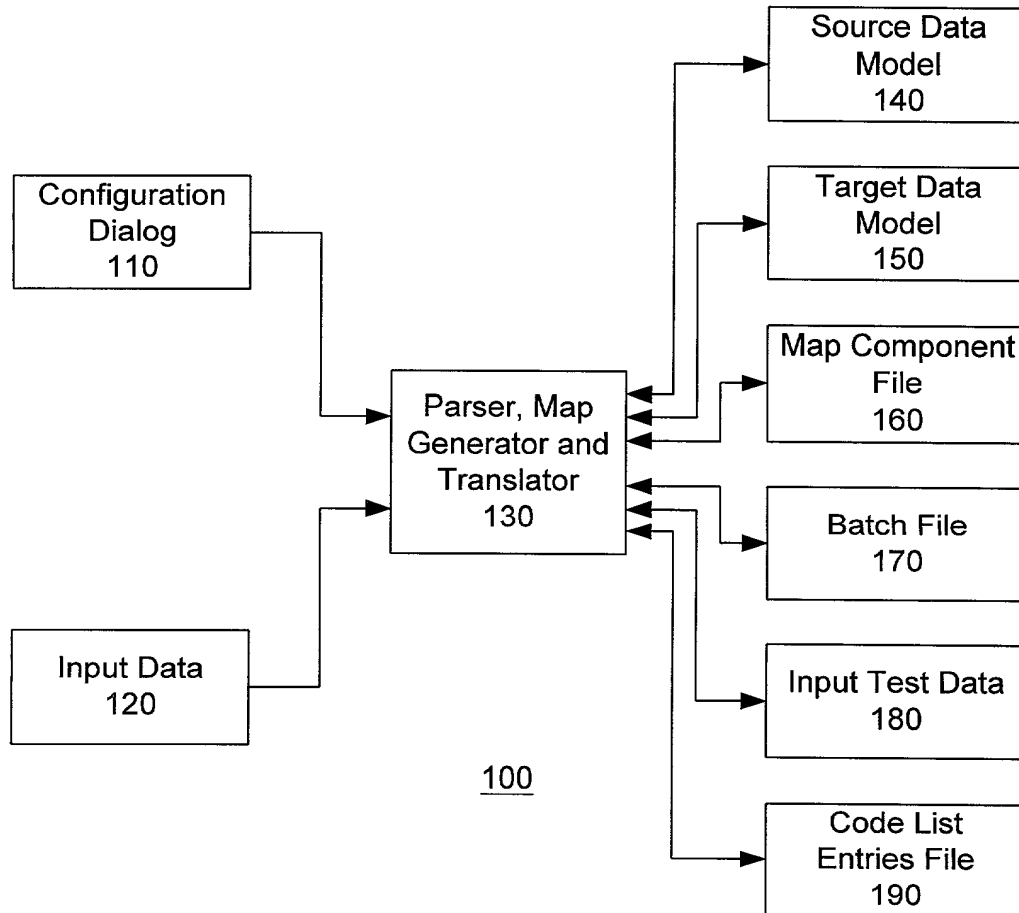 Source Data
Model
140
Configuration
Dialog
110
Target Data
Model
150
Map Component
File
160
Parser, Map
Generator and
Translator
130
Batch File
170
Input Data
120
Input Test Data
180
100
Code List
Entries File
190